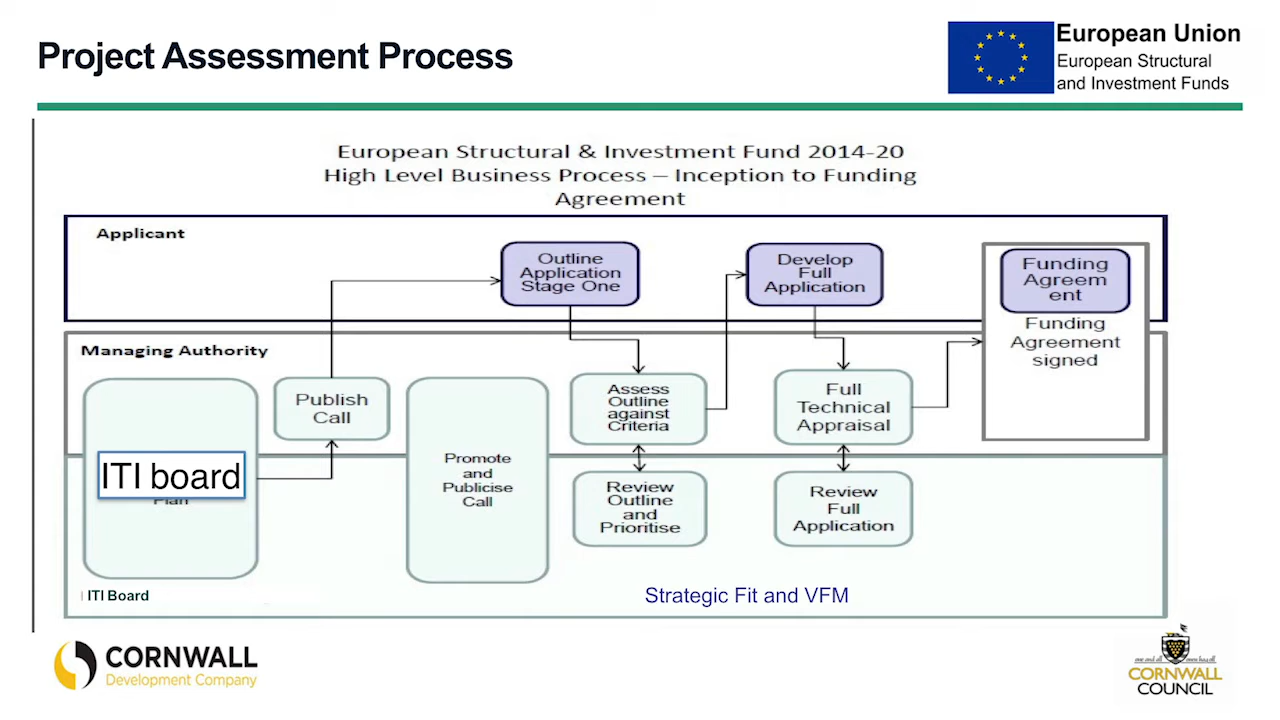 Project Assessment Process
European Union
European Structural
and Investment Funds
European Structural & Investment Fund 2014-20
High Level Business Process – Inception to Funding
Agreement
Applicant
Outline
Application
Stage One
Develop
Full
Application
Funding
Agreem
ent
Funding
Agreement
signed
Managing Authority
Publish
Call
Assess
Outline
against
Criteria
Full
Technical
Appraisal
ITI board
Plan
Promote
and
Publicise
Call
Review
Outline
and
Prioritise
Review
Full
Application
ITI Board
Strategic Fit and VFM
CORNWALL
Development Company
one and all
CORNWALL
COUNCIL